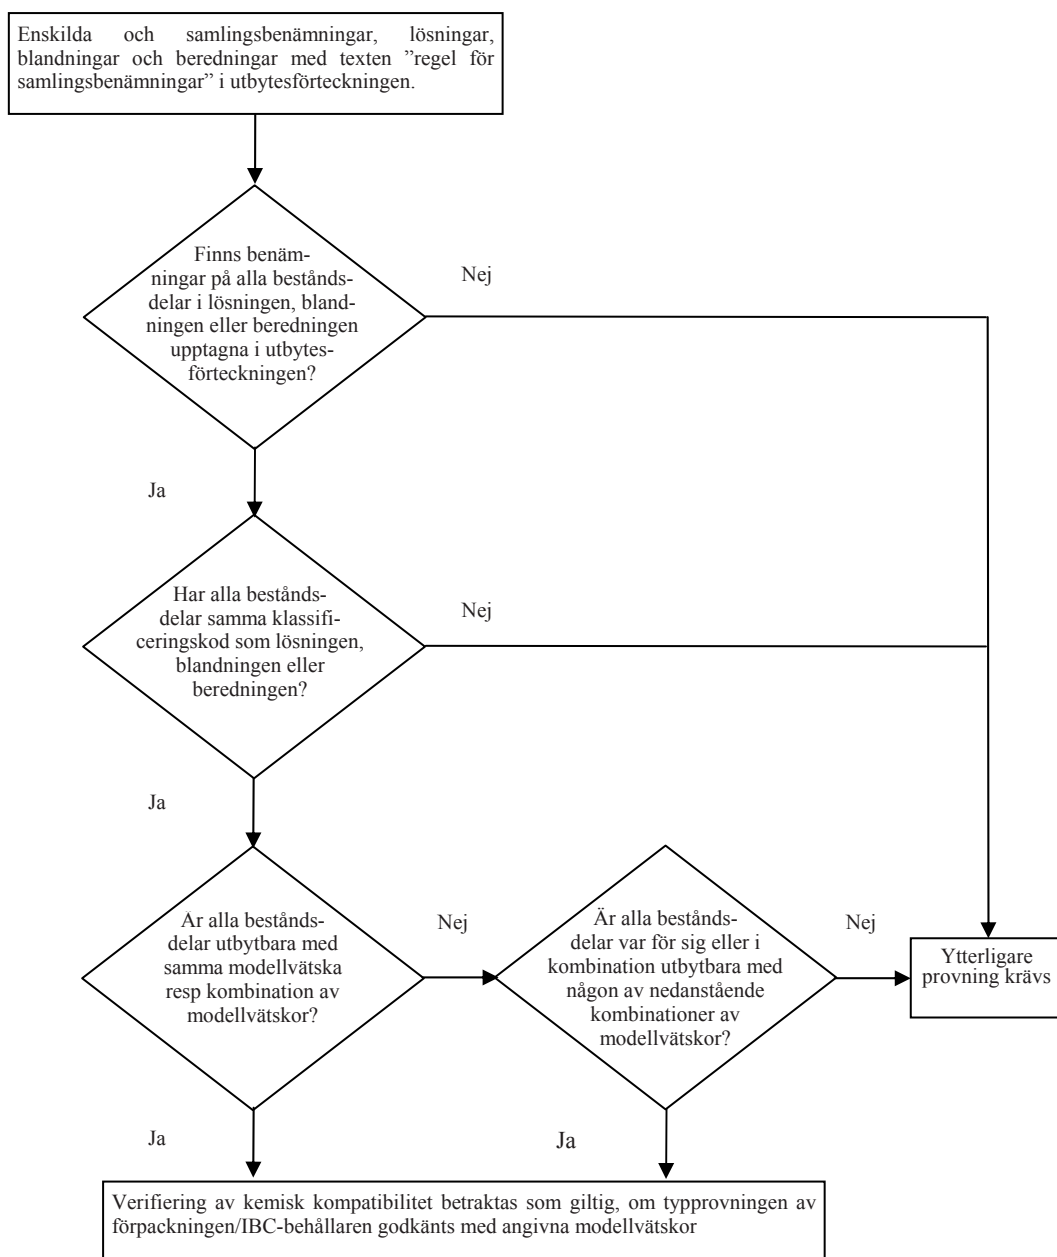 Enskilda och samlingsbenämningar, lösningar,
blandningar och beredningar med texten ”regel för
samlingsbenämningar” i utbytesförteckningen.
Finns benäm-
ningar på alla bestånds-
delar i lösningen, bland-
ningen eller beredningen
upptagna i utbytes-
förteckningen?
Nej
Ja
Har alla bestånds-
delar samma klassifi-
ceringskod som lösningen,
blandningen eller
beredningen?
Nej
Ja
Är alla bestånds-
delar utbytbara med
samma modellvätska
resp kombination av
modellvätskor?
Nej
Är alla bestånds-
delar var för sig eller i
kombination utbytbara med
någon av nedanstående
kombinationer av
modellvätskor?
Nej
Ytterligare
provning krävs
Ja
Ja
Verifiering av kemisk kompatibilitet betraktas som giltig, om typprovningen av
förpackningen/IBC-behållaren godkänts med angivna modellvätskor